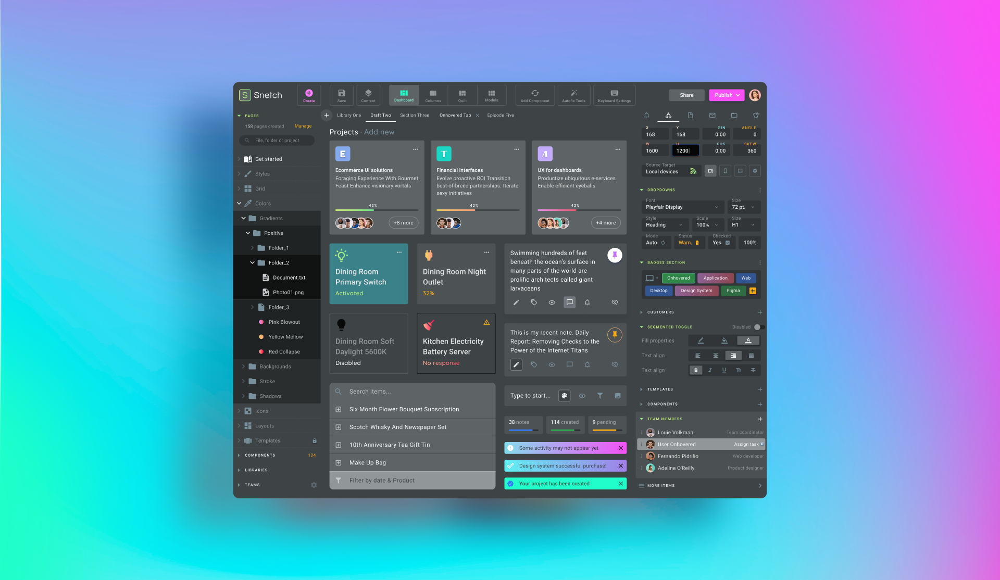 S Snetch
Create
Save
Content
Dashboard
Columns
Quilt
Module
Add Component
Autofix Tools
Keyboard Settings
Share
Publish
PAGES
158 pages created
Manage
File, folder or project
Get started
Styles
Grid
Colors
Gradients
Positive
Folder_1
Folder_2
Document.txt
Photo01.png
Folder_3
Pink Blowout
Yellow Mellow
Red Collapse
Backgrounds
Stroke
Shadows
Icons
Layouts
Templates
COMPONENTS
124
LIBRARIES
TEAMS
+
Library One
Draft Two
Section Three
Onhovered Tab
Episode Five
Projects · Add new
E
Ecommerce UI solutions
Foraging Experience With Gourmet
Feast Enhance visionary vortals
42%
+8 more
T
Financial interfaces
Evolve proactive ROI Transition
best-of-breed partnerships. Iterate
sexy initiatives
42%
A
UX for dashboards
Productize ubiquitous e-services
Enable efficient eyeballs
42%
+4 more
Dining Room
Primary Switch
Activated
Dining Room Night
Outlet
32%
Dining Room Soft
Daylight 5600K
Disabled
Kitchen Electricity
Battery Server
No response
Search items...
Six Month Flower Bouquet Subscription
Scotch Whisky And Newspaper Set
10th Anniversary Tea Gift Tin
Make Up Bag
Filter by date & Product
Swimming hundreds of feet
beneath the ocean's surface in
many parts of the world are
prolific architects called giant
larvaceans
This is my recent note. Daily
Report: Removing Checks to the
Power of the Internet Titans
Type to start...
38 notes
114 created
9 pending
Some activity may not appear yet
Design system successful purchase!
Your project has been created
X
168
Y
168
SIN
0.00
ANGLE
0
W
1600
H
1200
COS
0.00
SKEW
360
Source Target
Local devices
DROPDOWNS
Font
Playfair Display
Size
72 pt.
Style
Heading
Scale
100%
Size
H1
Mode
Auto
Status
Warn.
Checked
Yes
100%
BADGES SECTION
Onhovered
Application
Web
Desktop
Design System
Figma
CUSTOMERS
SEGMENTED TOGGLE
Disabled
Fill properties
A
Text align
Text align
B I U Tт T
TEMPLATES
COMPONENTS
TEAM MEMBERS
Louie Volkman
Team coordinator
User Onhovered
Assign task
Fernando Pidrilio
Web developer
Adeline O'Reilly
Product designer
MORE ITEMS